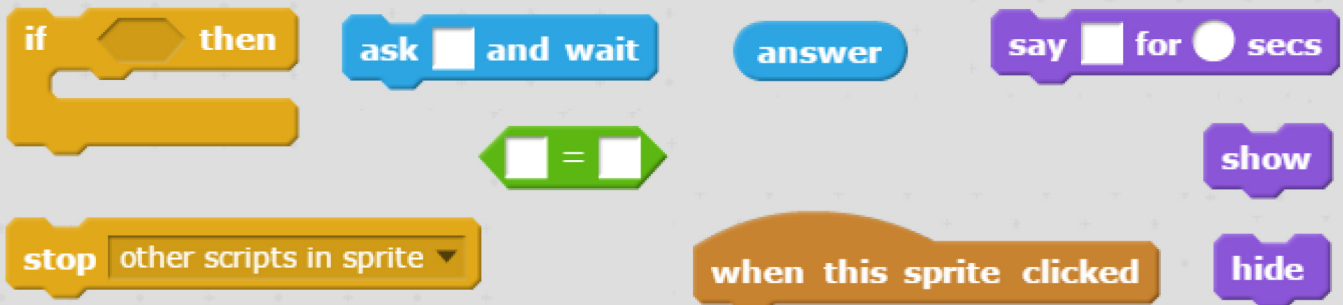 if then
ask and wait
answer
say for secs
=
show
stop other scripts in sprite
when this sprite clicked
hide